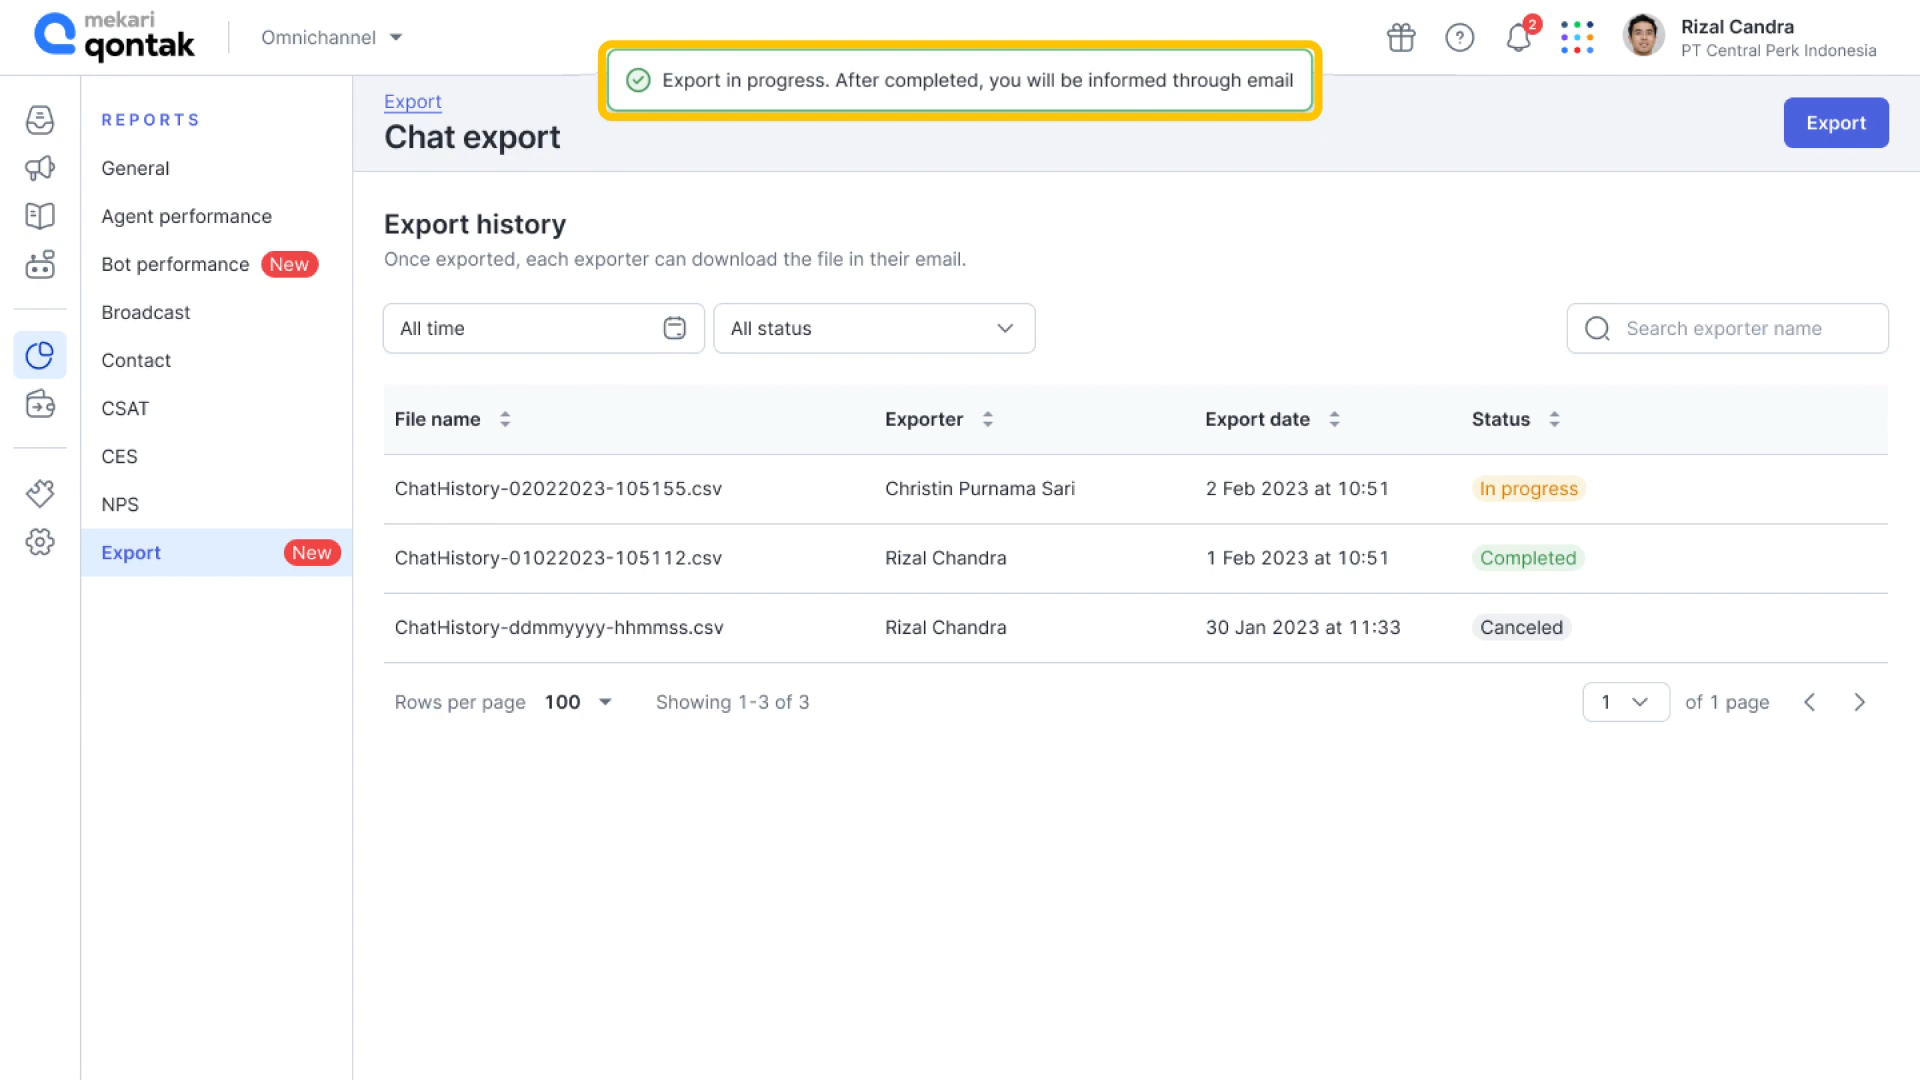 mekari
qontak
Omnichannel
2
Rizal Candra
PT Central Perk Indonesia
Export in progress. After completed, you will be informed through email
REPORTS
General
Agent performance
Bot performance New
Broadcast
Contact
CSAT
CES
NPS
Export New
Export
Chat export
Export
Export history
Once exported, each exporter can download the file in their email.
All time
All status
Search exporter name
File name Exporter Export date Status
ChatHistory-02022023-105155.csv Christin Purnama Sari 2 Feb 2023 at 10:51 In progress
ChatHistory-01022023-105112.csv Rizal Chandra 1 Feb 2023 at 10:51 Completed
ChatHistory-ddmmyyyy-hhmmss.csv Rizal Chandra 30 Jan 2023 at 11:33 Canceled
Rows per page 100 Showing 1-3 of 3 1 of 1 page